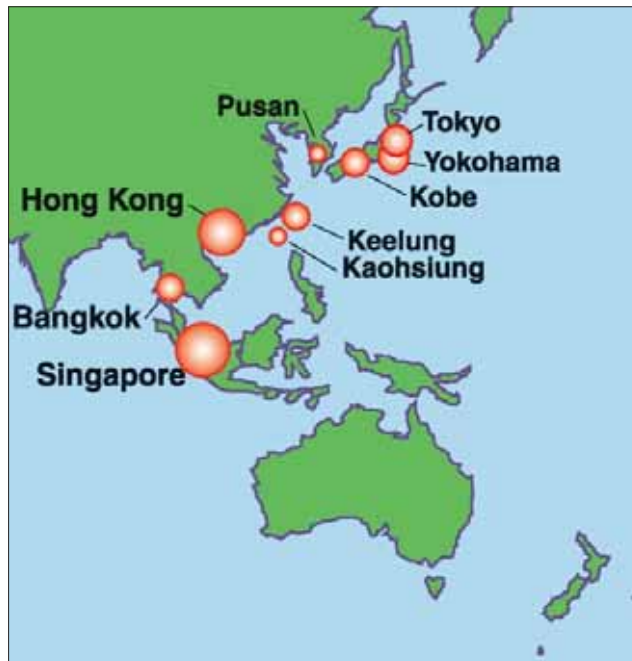 Pusan
Tokyo
Yokohama
Kobe
Hong Kong
Keelung
Kaohsiung
Bangkok
Singapore